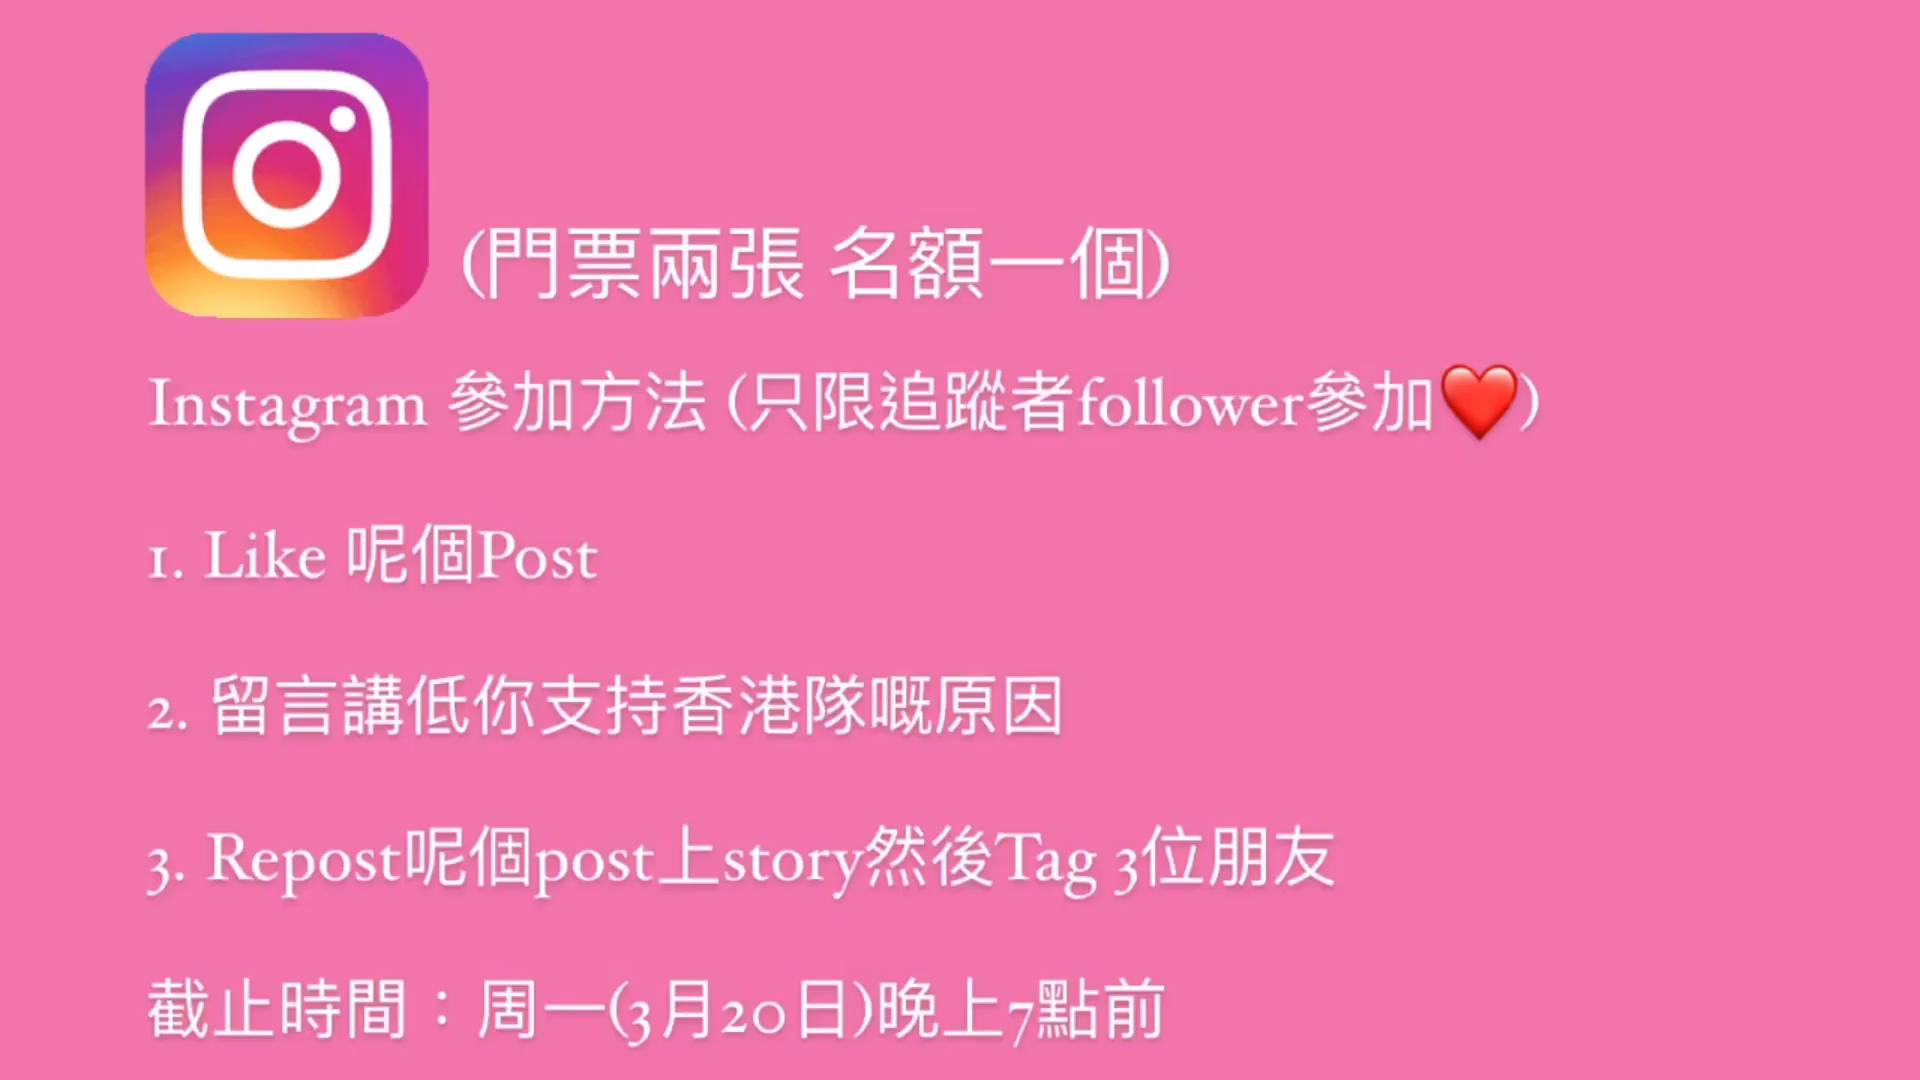 (門票兩張 名額一個)
Instagram 參加方法 (只限追蹤者follower參加❤️)
1. Like 呢個Post
2. 留言講低你支持香港隊嘅原因
3. Repost呢個post上story然後Tag 3位朋友
截止時間：周一(3月20日)晚上7點前